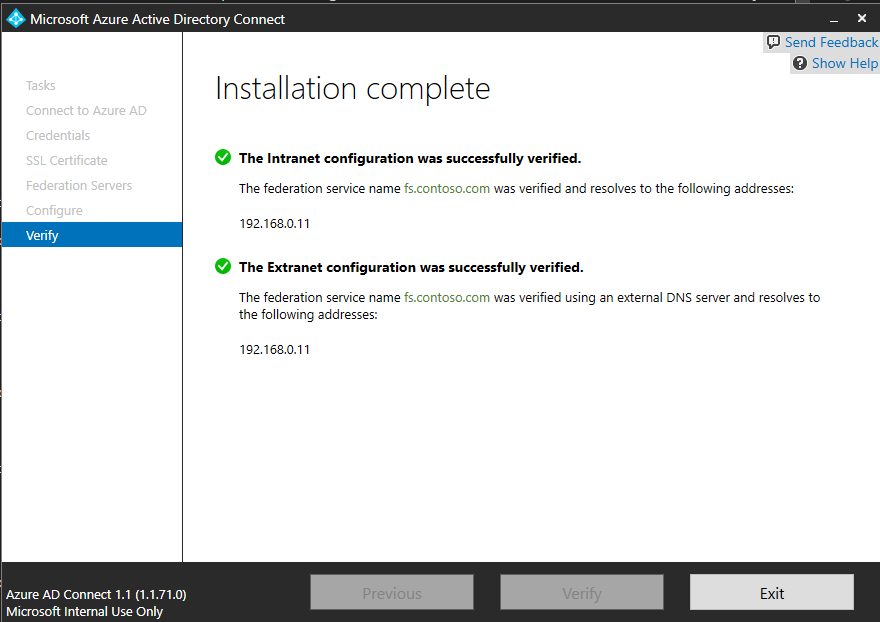 Microsoft Azure Active Directory Connect
Send Feedback
Show Help
Tasks
Connect to Azure AD
Credentials
SSL Certificate
Federation Servers
Configure
Verify
Installation complete
The Intranet configuration was successfully verified.
The federation service name fs.contoso.com was verified and resolves to the following addresses:
192.168.0.11
The Extranet configuration was successfully verified.
The federation service name fs.contoso.com was verified using an external DNS server and resolves to
the following addresses:
192.168.0.11
Azure AD Connect 1.1 (1.1.71.0)
Microsoft Internal Use Only
Previous
Verify
Exit